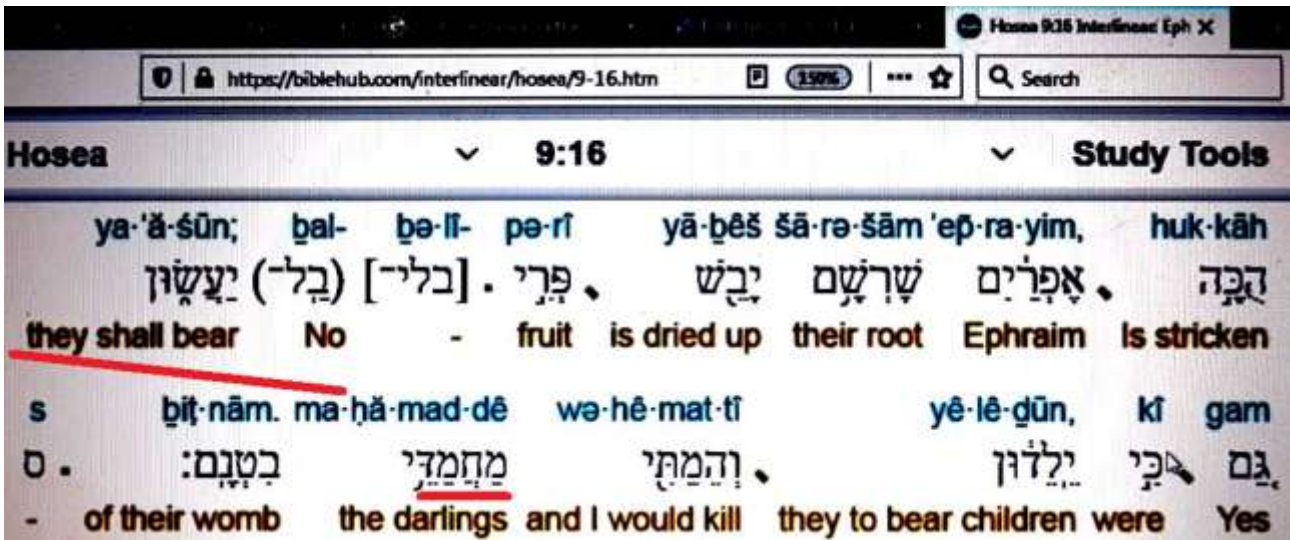 Hosea 9:16 Interlinear: Eph X
https://biblehub.com/interlinear/hosea/9-16.htm 150% ••• Search
Hosea 9:16 Study Tools
ya·'ă·śūn; ḇal- ḇə·lî- pə·rî yā·ḇêš šā·rə·šām 'ep̄·ra·yim, huk·kāh
הֻכָּ֣ה 、 אֶפְרַ֔יִם שָׁרְשָׁ֥ם יָבֵ֖שׁ 、 פְּרִ֣י . [בלי־] (בַֽל־) יַעֲשׂ֑וּן
they shall bear No - fruit is dried up their root Ephraim Is stricken
s ḇiṭ·nām. ma·ḥă·mad·dê wə·hê·mat·tî yê·lê·ḏūn, kî gam
גַּ֚ם כִּ֣י יֵֽלֵד֔וּן 、 וְהֵמַתִּ֖י מַחֲמַדֵּ֥י בִטְנָֽם׃ . ס
- of their womb the darlings and I would kill they to bear children were Yes